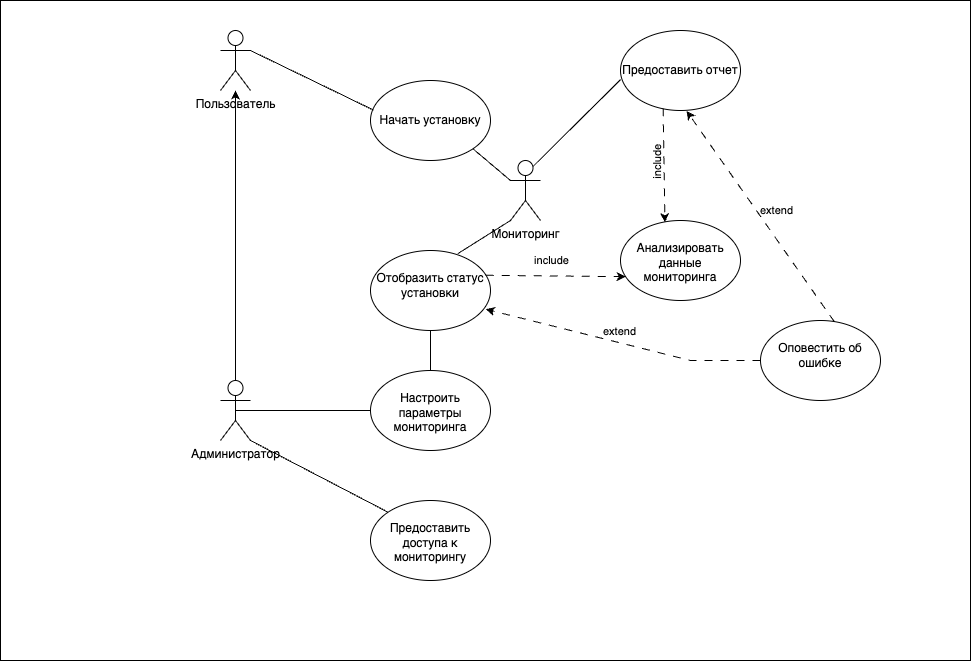 Предоставить отчет
Пользователь
Начать установку
include
extend
Мониторинг
Анализировать
данные
мониторинга
include
Отобразить статус
установки
extend
Оповестить об
ошибке
Настроить
параметры
мониторинга
Администратор
Предоставить
доступа к
мониторингу